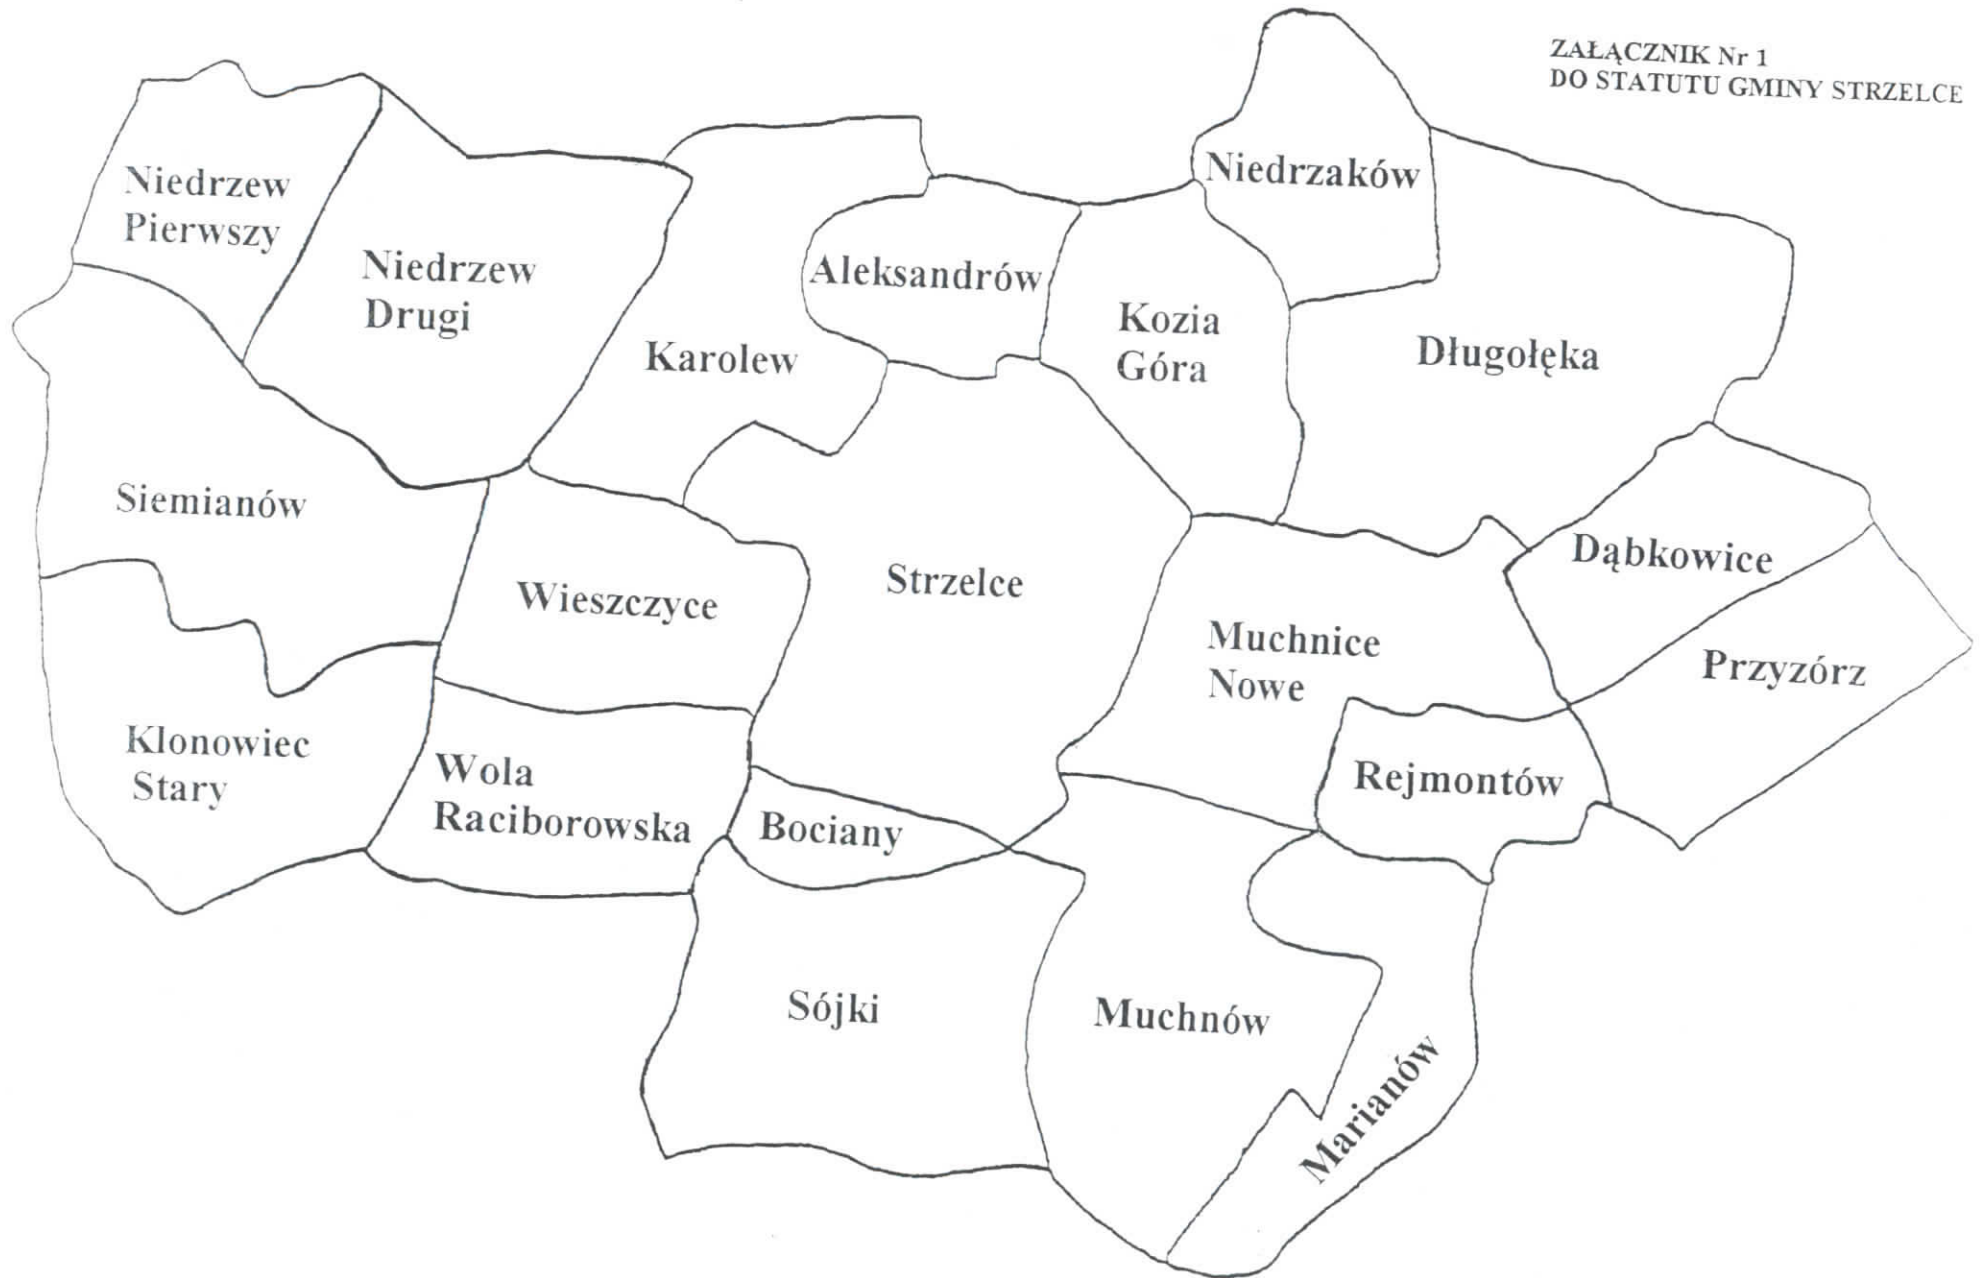 ZAŁĄCZNIK Nr 1
DO STATUTU GMINY STRZELCE
Niedrzew
Pierwszy
Niedrzew
Drugi
Karolew
Aleksandrów
Kozia
Góra
Niedrzaków
Długołęka
Siemianów
Wieszczyce
Strzelce
Muchnice
Nowe
Dąbkowice
Przyzórz
Klonowiec
Stary
Wola
Raciborowska
Bociany
Rejmontów
Sójki
Muchnów
Marianów